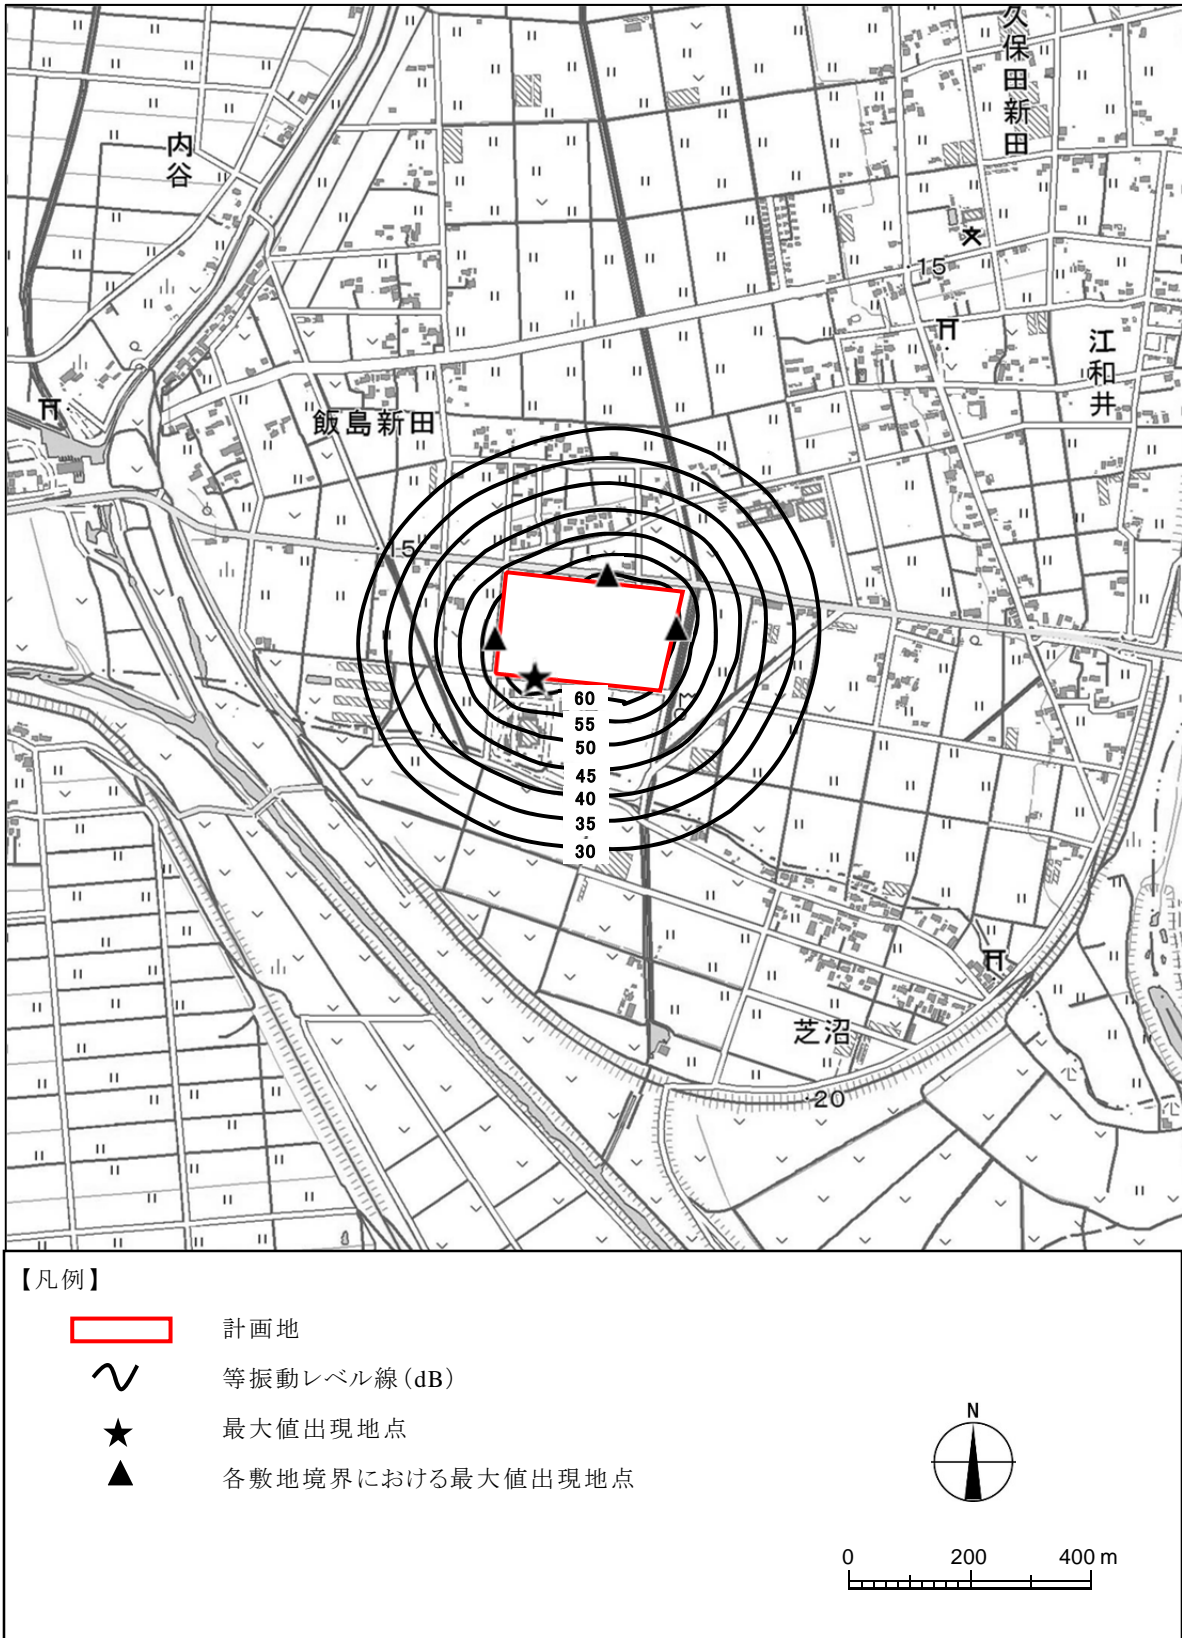 久保田新田
内谷
15
江和井
飯島新田
15
60
55
50
45
40
35
30
芝沼
20
【凡例】
計画地
等振動レベル線(dB)
最大値出現地点
各敷地境界における最大値出現地点
N
0 200 400 m